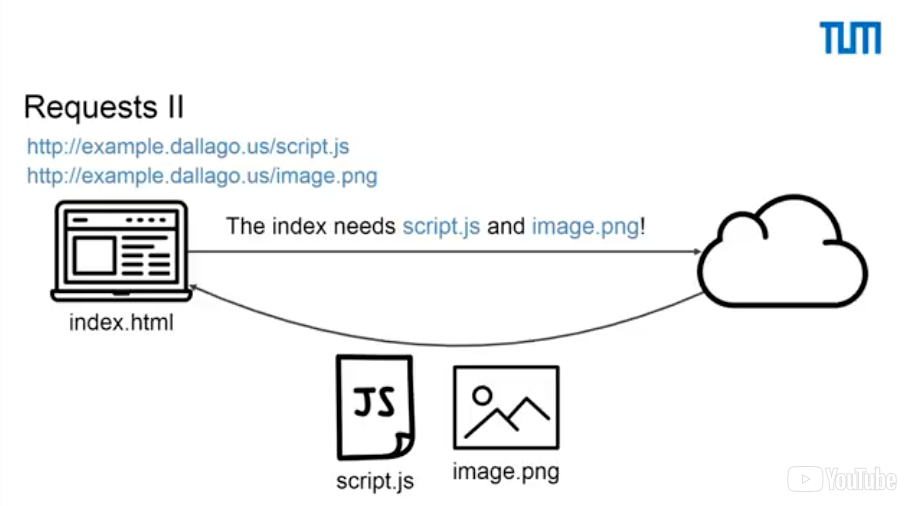 TUM
Requests II
http://example.dallago.us/script.js
http://example.dallago.us/image.png
The index needs script.js and image.png!
index.html
JS
script.js
image.png
YouTube